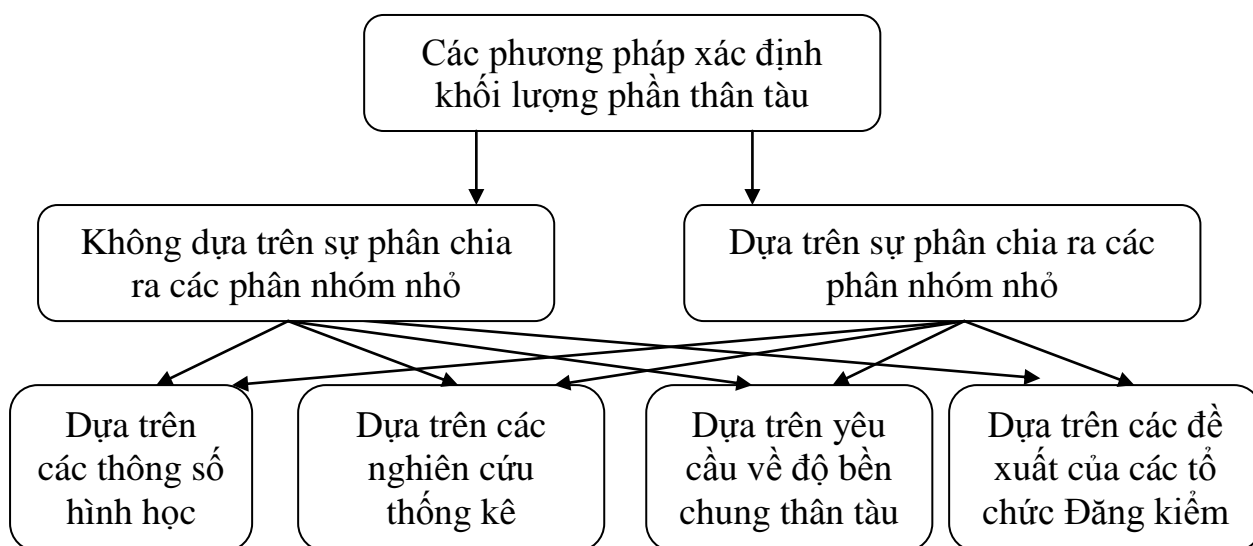 Các phương pháp xác định
khối lượng phần thân tàu
Không dựa trên sự phân chia
ra các phân nhóm nhỏ
Dựa trên sự phân chia ra các
phân nhóm nhỏ
Dựa trên
các thông số
hình học
Dựa trên các
nghiên cứu
thống kê
Dựa trên yêu
cầu về độ bền
chung thân tàu
Dựa trên các đề
xuất của các tổ
chức Đăng kiểm